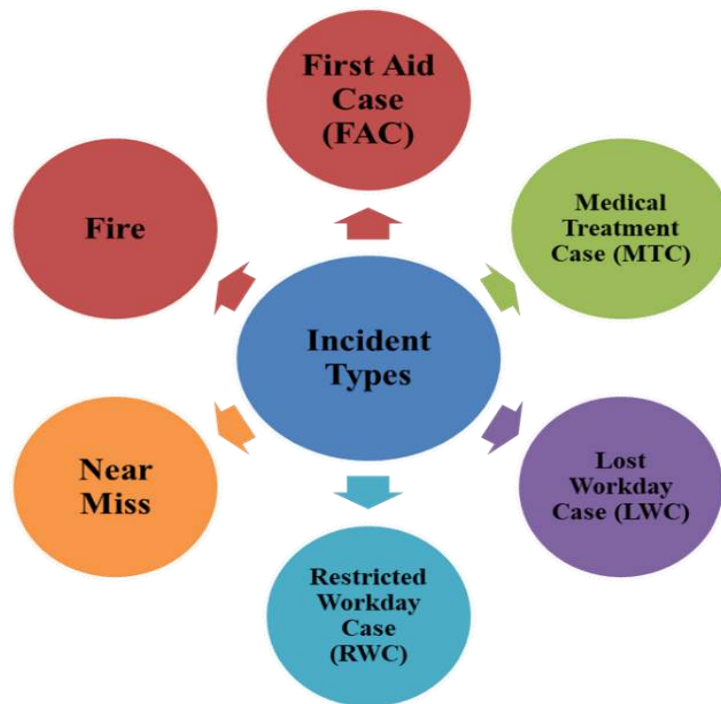 First Aid
Case
(FAC)
Fire
Medical
Treatment
Case (MTC)
Incident
Types
Near
Miss
Lost
Workday
Case (LWC)
Restricted
Workday
Case
(RWC)